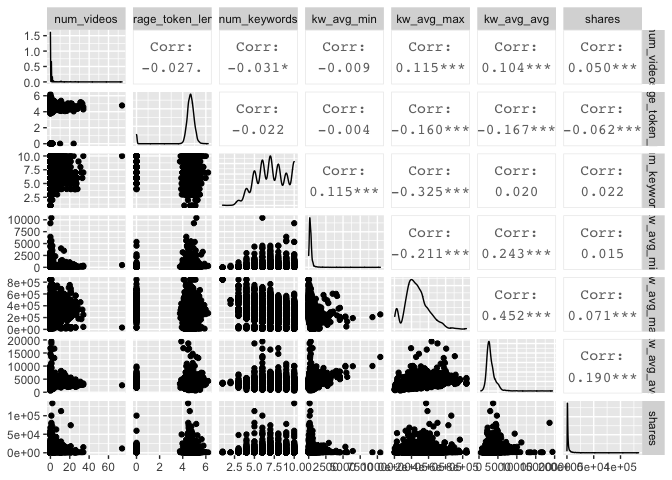 num_videos rage_token_len num_keywords kw_avg_min kw_avg_max kw_avg_avg shares
1.5
1.0
0.5
0.0
Corr:
-0.027.
Corr:
-0.031*
Corr:
-0.009
Corr:
0.115***
Corr:
0.104***
Corr:
0.050***
num_video
6
4
2
0
Corr:
-0.022
Corr:
-0.004
Corr:
-0.160***
Corr:
-0.167***
Corr:
-0.062***
ge_token_
10.0
7.5
5.0
2.5
Corr:
0.115***
Corr:
-0.325***
Corr:
0.020
Corr:
0.022
m_keywor
10000
7500
5000
2500
0
Corr:
-0.211***
Corr:
0.243***
Corr:
0.015
w_avg_mi
8e+05
6e+05
4e+05
2e+05
0e+00
Corr:
0.452***
Corr:
0.071***
w_avg_ma
20000
15000
10000
5000
0
Corr:
0.190***
w_avg_av
1e+05
5e+04
0e+00
shares
0 20 40 60
0 2 4 6
2.5 5.0 7.5 10.0